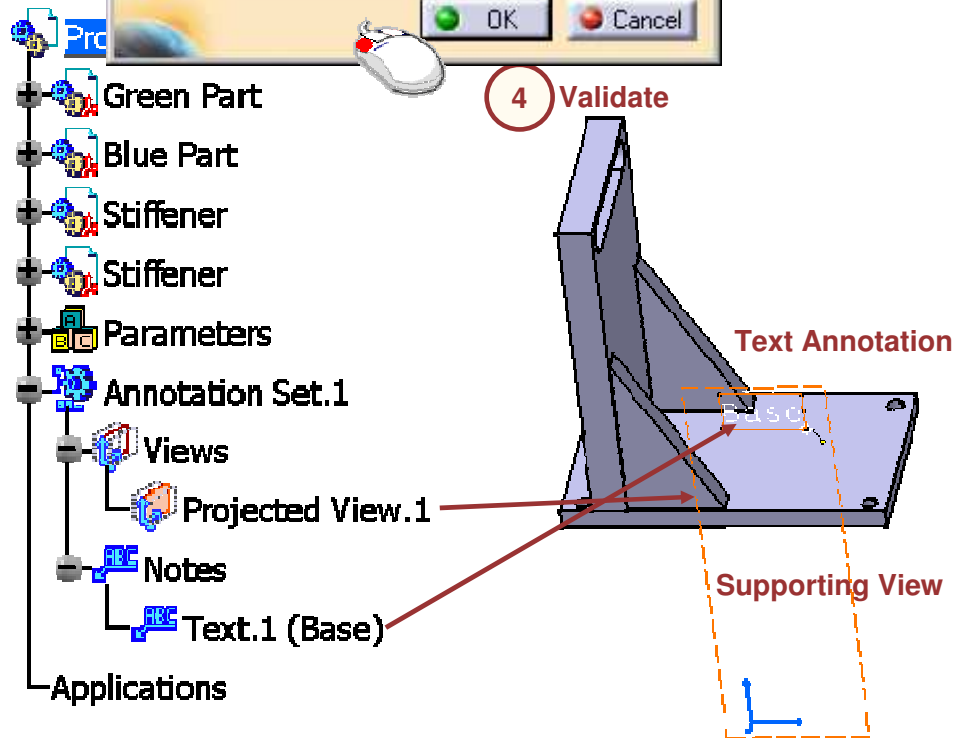 OK Cancel
Pro
4 Validate
Green Part
Blue Part
Stiffener
Stiffener
Parameters
Text Annotation
Annotation Set.1
Base
Views
Projected View.1
Notes
Supporting View
Text.1 (Base)
Applications